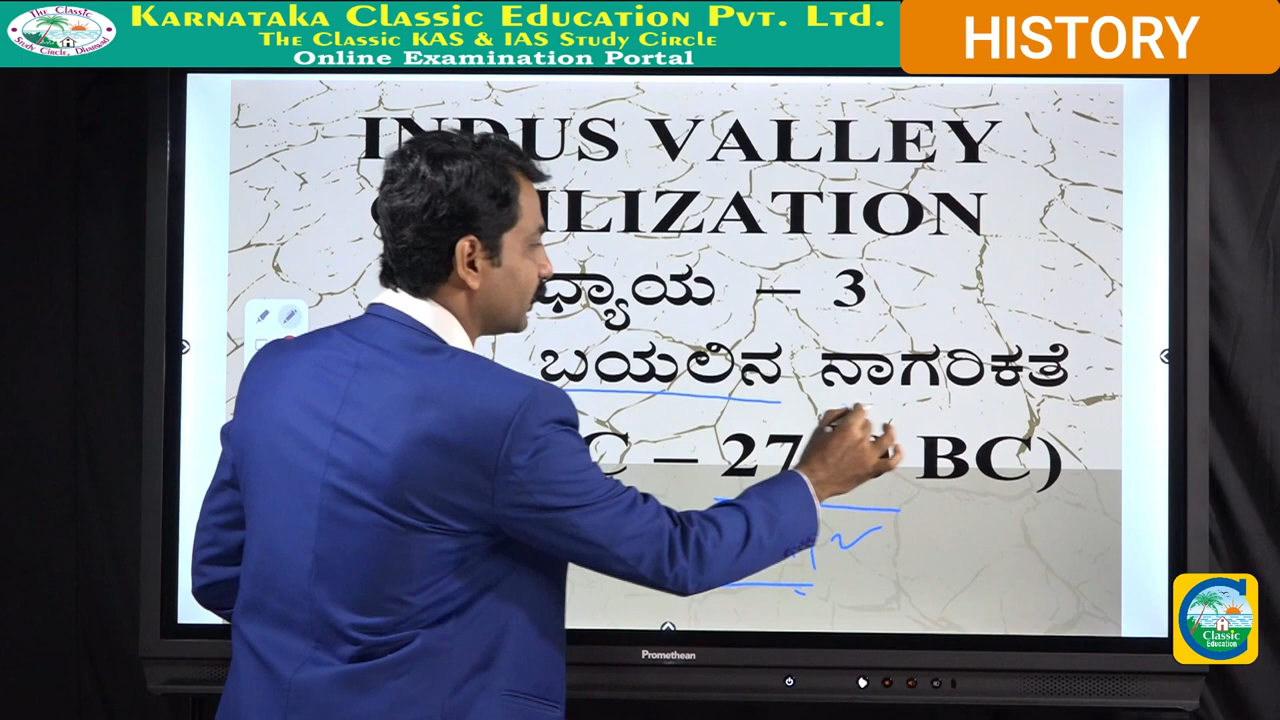 KARNATAKA CLASSIC EDUCATION PVT. LTD.
THE CLASSIC KAS & IAS STUDY CIRCLE
Online Examination Portal
HISTORY
The Classic
Study Circle, Dharwad
INDUS VALLEY
ILIZATION
ಧ್ಯಾಯ – 3
ಬಯಲಿನ ನಾಗರಿಕತೆ
C – 27 BC)
Promethean
Classic
Education